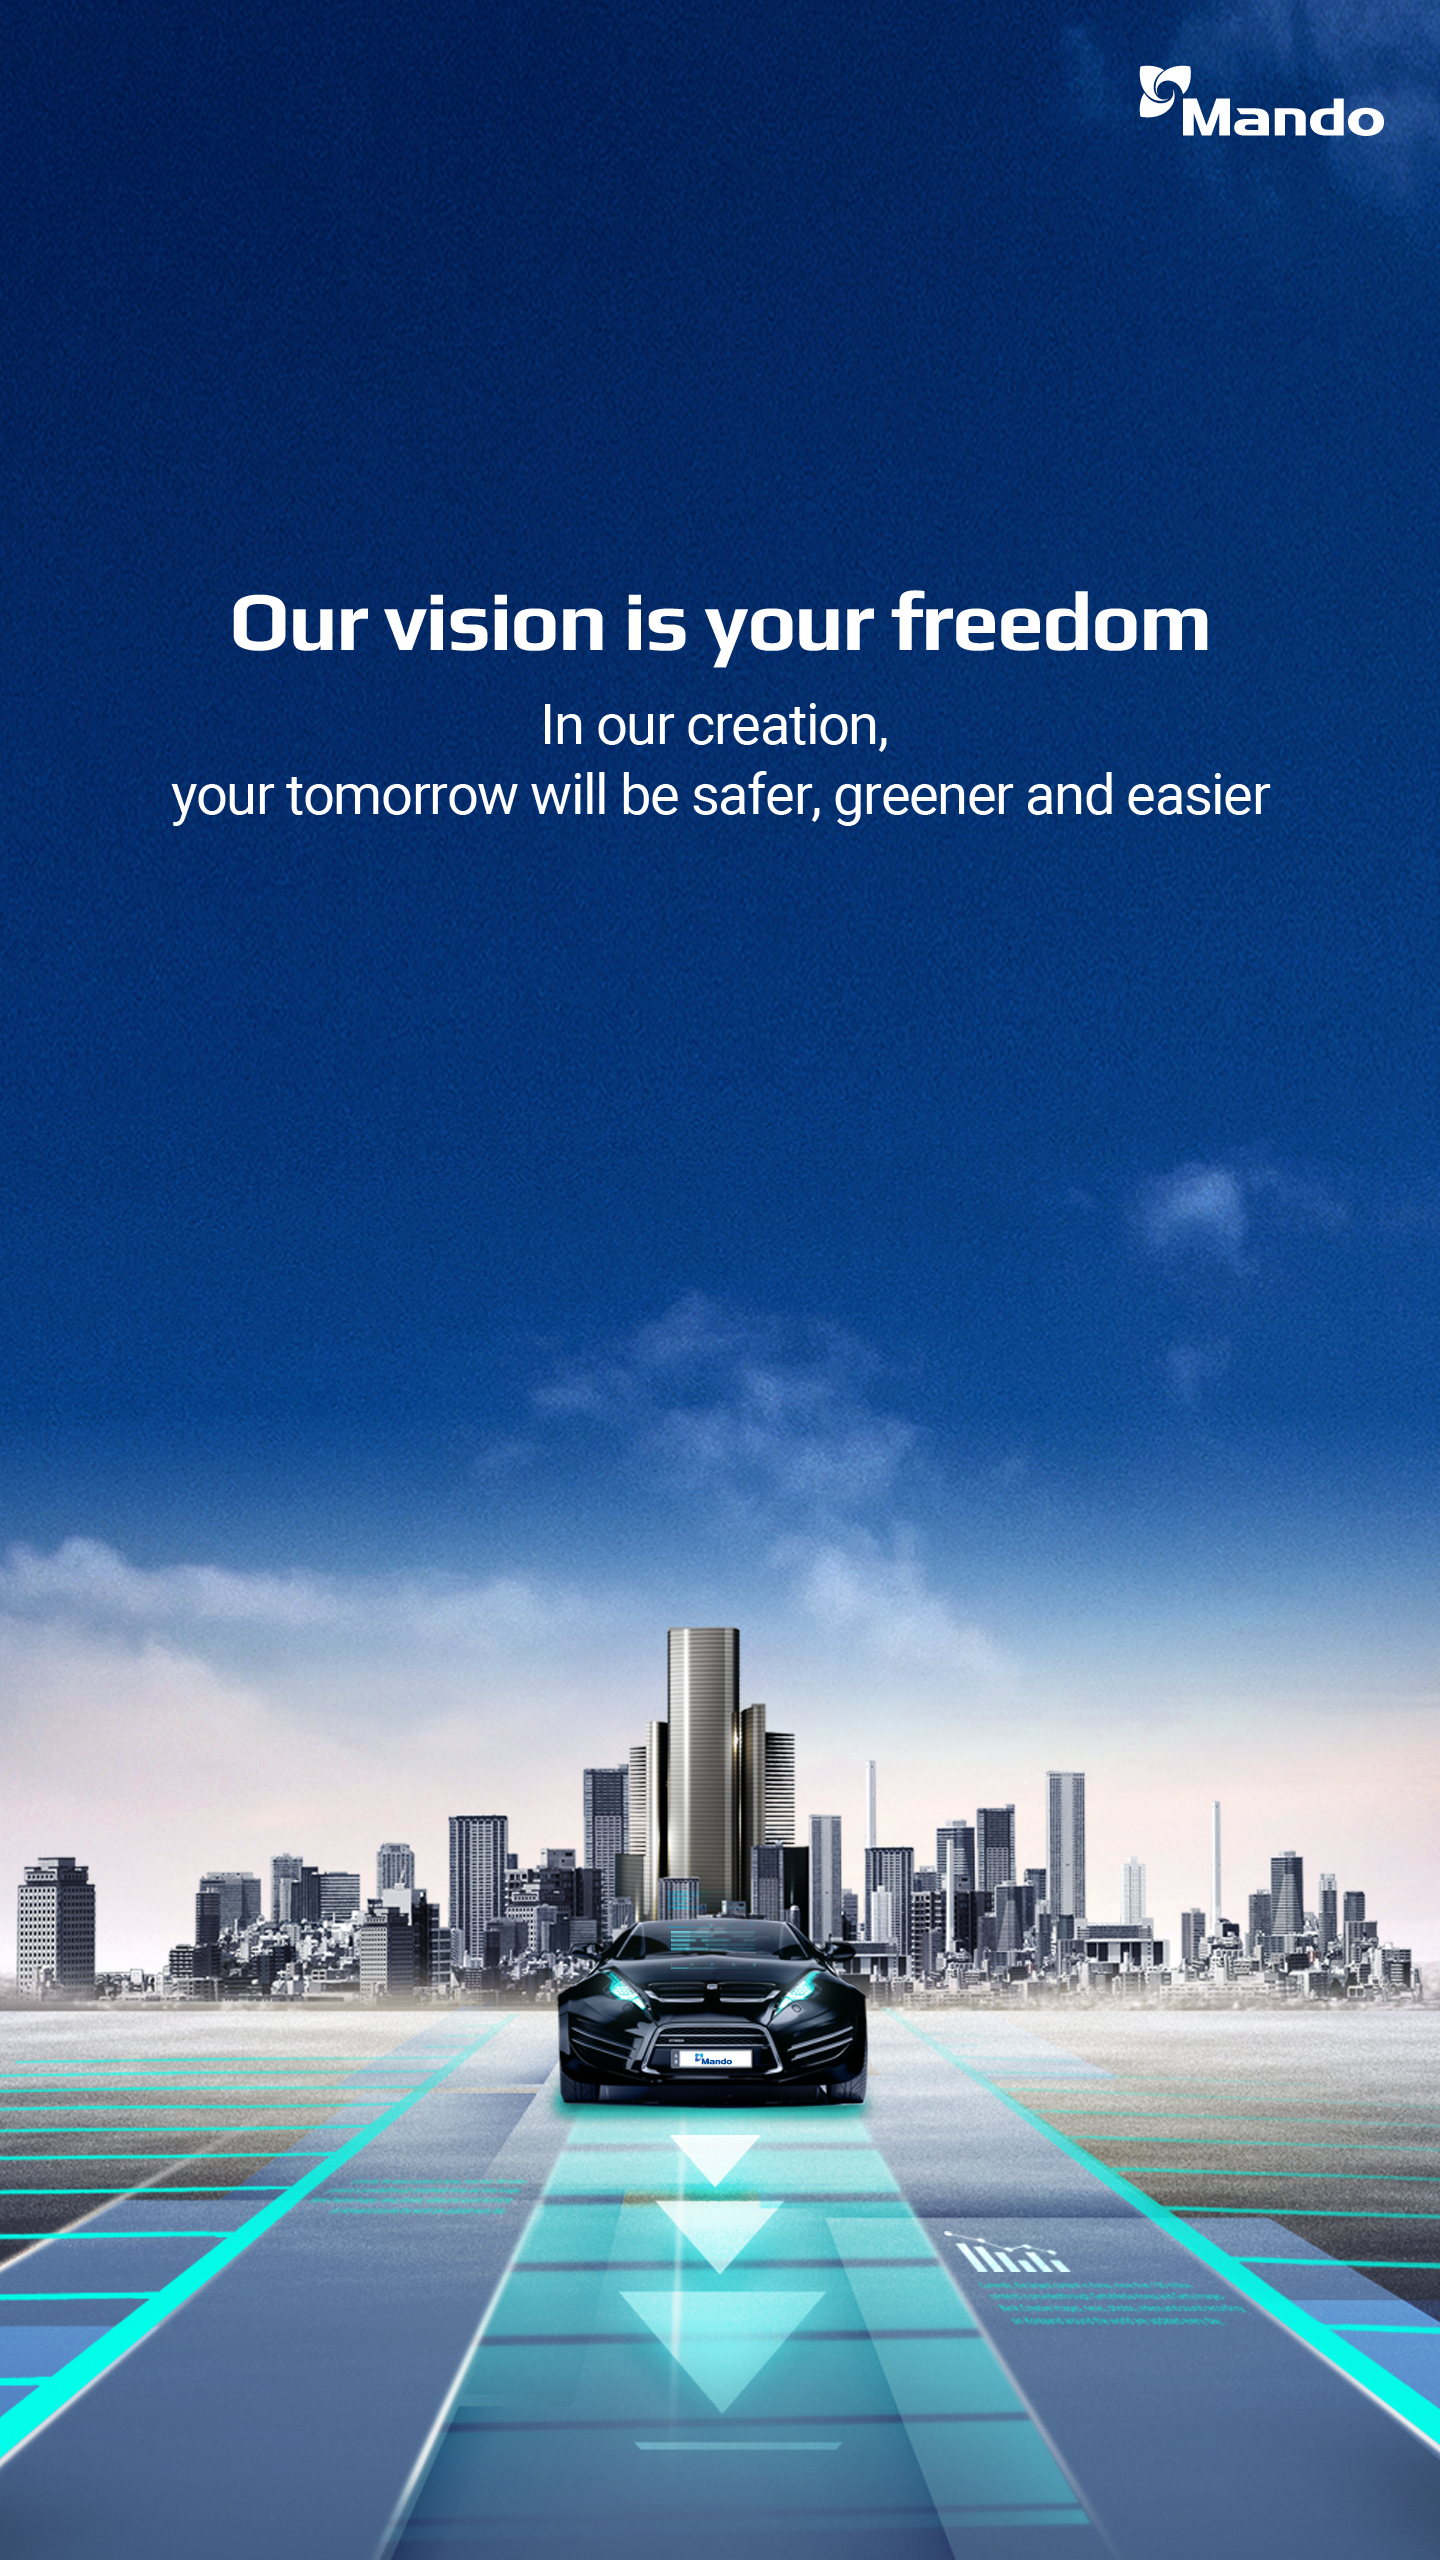 Mando
Our vision is your freedom
In our creation,
your tomorrow will be safer, greener and easier
Mando